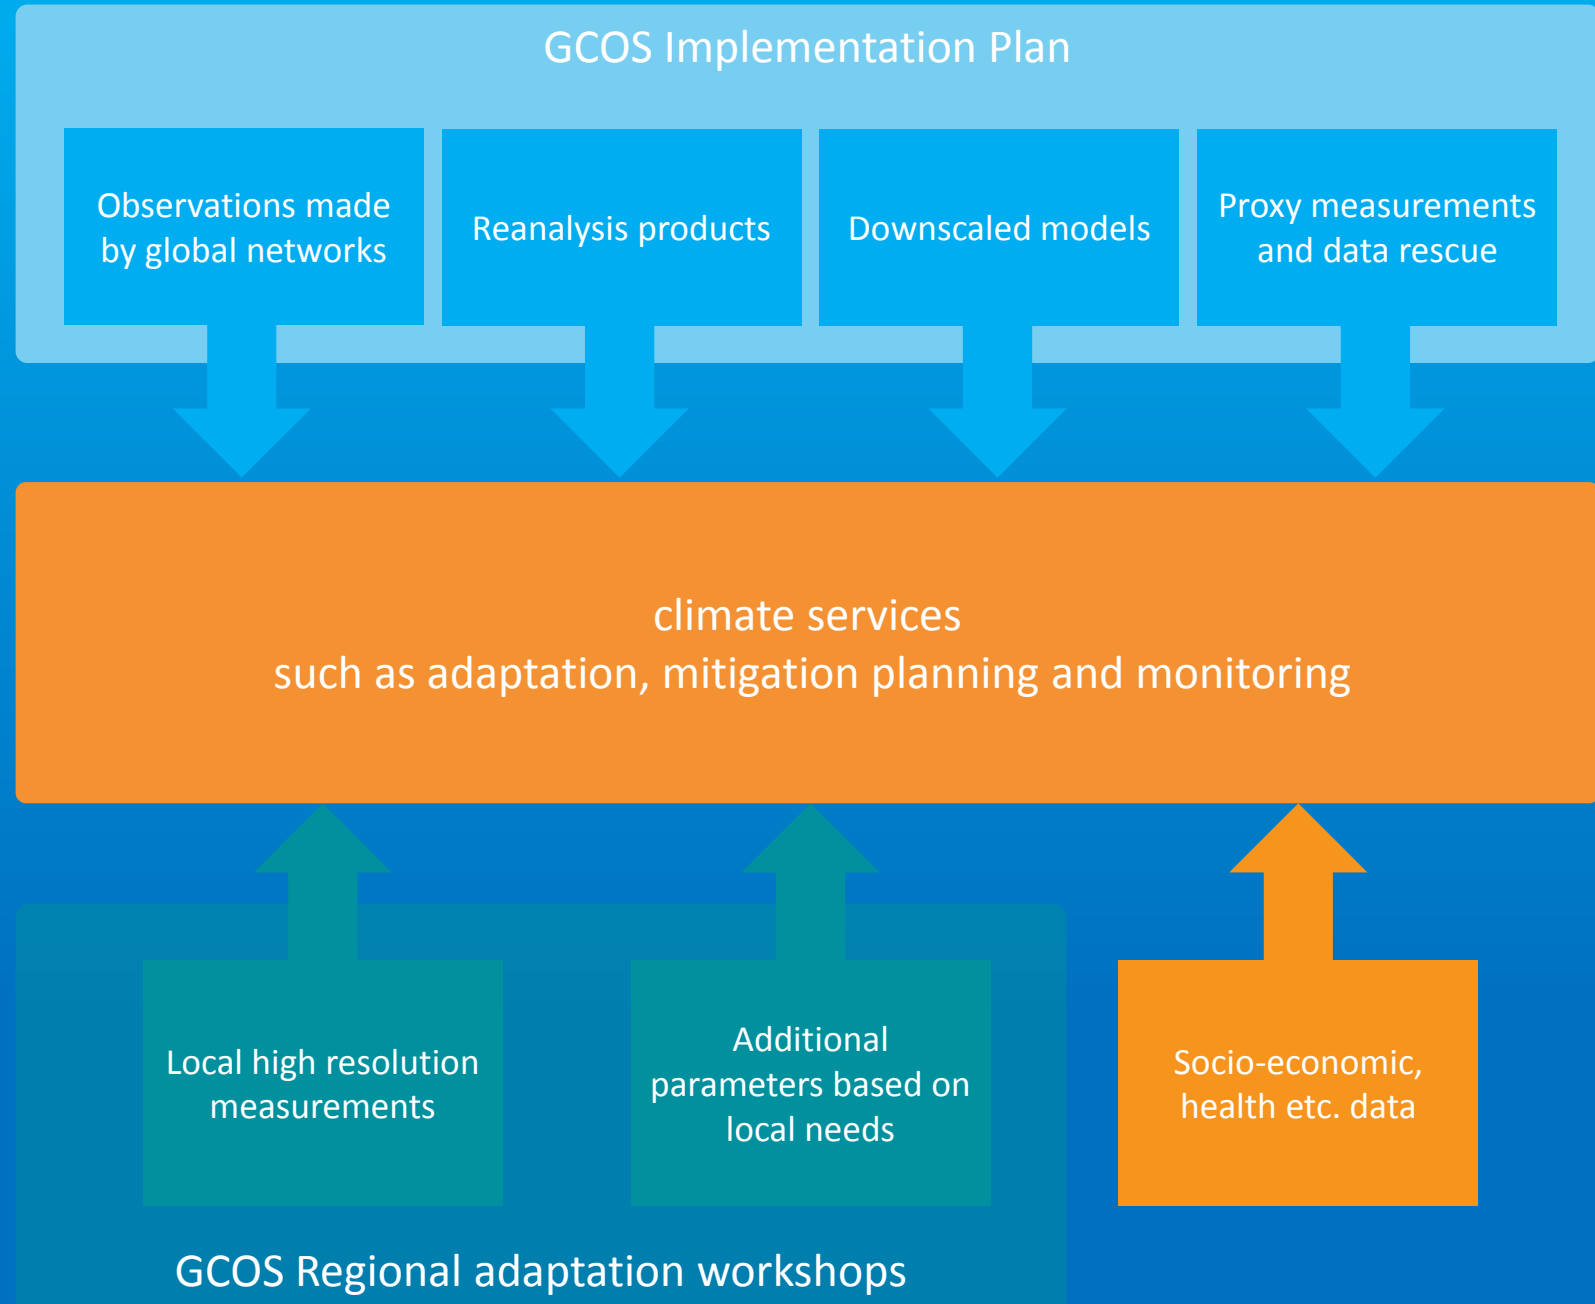 GCOS Implementation Plan
Observations made
by global networks
Reanalysis products
Downscaled models
Proxy measurements
and data rescue
climate services
such as adaptation, mitigation planning and monitoring
Local high resolution
measurements
Additional
parameters based on
local needs
Socio-economic,
health etc. data
GCOS Regional adaptation workshops